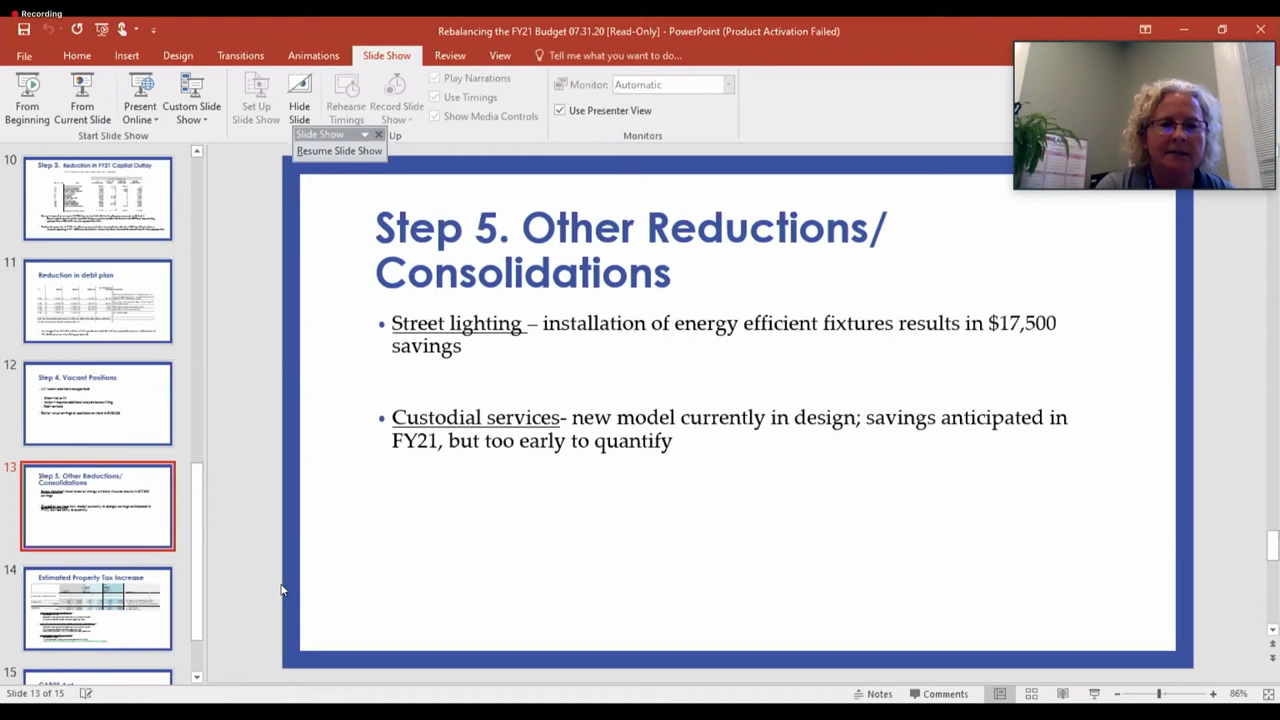 Recording
Rebalancing the FY21 Budget 07.31.20 [Read-Only] - PowerPoint (Product Activation Failed)
File Home Insert Design Transitions Animations Slide Show Review View Tell me what you want to do...
From Beginning
From Current Slide
Present Online
Custom Slide Show
Start Slide Show
Set Up Slide Show
Hide Slide
Rehearse Timings
Record Slide Show
Play Narrations
Use Timings
Show Media Controls
Up
Monitor: Automatic
Use Presenter View
Monitors
Slide Show
Resume Slide Show
10
Step 3. Reduction in FY21 Capital Outlay
11
Reduction in debt plan
12
Step 4. Vacant Positions
13
Step 5. Other Reductions/
Consolidations
14
Estimated Property Tax Increase
15
Step 5. Other Reductions/
Consolidations
• Street lighting – installation of energy efficient fixtures results in $17,500
savings
• Custodial services- new model currently in design; savings anticipated in
FY21, but too early to quantify
Slide 13 of 15
Notes Comments 86%